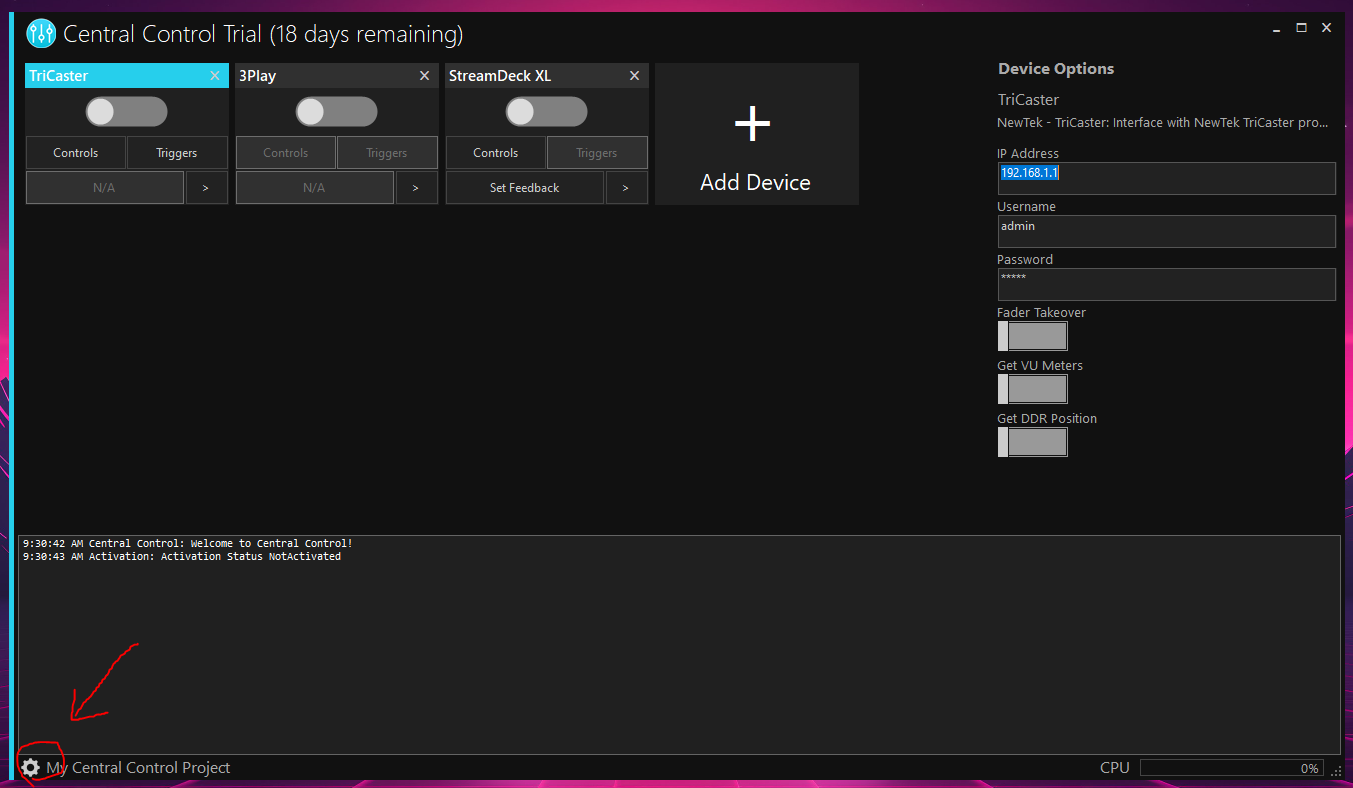 Central Control Trial (18 days remaining)
TriCaster
3Play
StreamDeck XL
Controls
Triggers
Controls
Triggers
Controls
Triggers
N/A
>
N/A
>
Set Feedback
>
Add Device
Device Options
TriCaster
NewTek - TriCaster: Interface with NewTek TriCaster pro...
IP Address
192.168.1.1
Username
admin
Password
*****
Fader Takeover
Get VU Meters
Get DDR Position
9:30:42 AM Central Control: Welcome to Central Control!
9:30:43 AM Activation: Activation Status NotActivated
My Central Control Project
CPU
0%